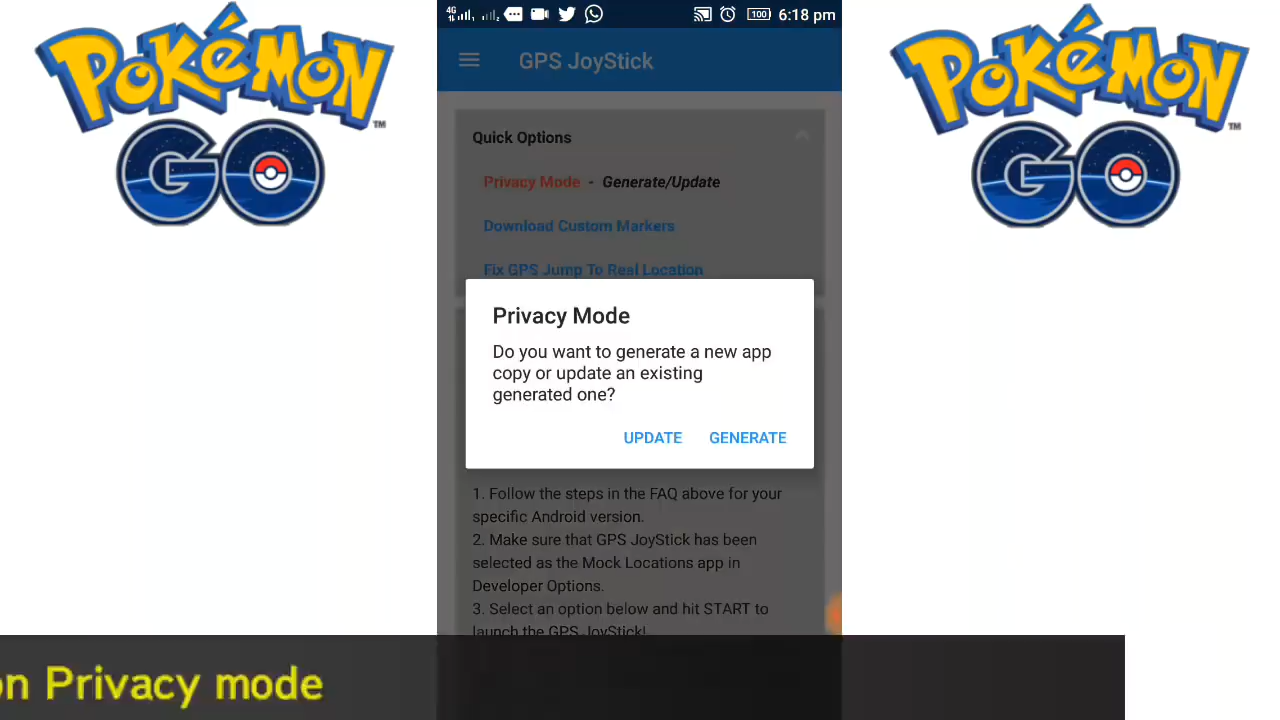 POKÉMON
GO
4G
100
6:18 pm
GPS JoyStick
Quick Options
Privacy Mode - Generate/Update
Download Custom Markers
Fix GPS Jump To Real Location
Privacy Mode
Do you want to generate a new app
copy or update an existing
generated one?
UPDATE GENERATE
1. Follow the steps in the FAQ above for your
specific Android version.
2. Make sure that GPS JoyStick has been
selected as the Mock Locations app in
Developer Options.
3. Select an option below and hit START to
launch the GPS JoyStick!
POKÉMON
GO
on Privacy mode